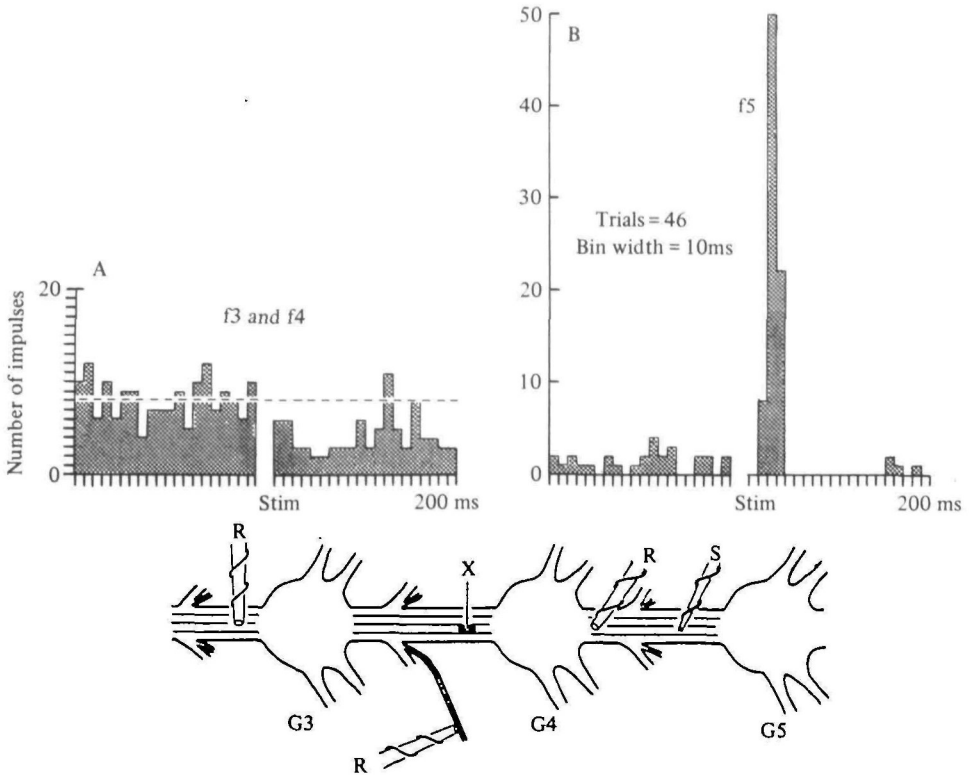 A
Number of impulses
20
10
0
f3 and f4
Stim
200 ms
B
50
40
30
20
10
0
f5
Trials = 46
Bin width = 10ms
Stim
200 ms
R
X
R
S
G3
G4
G5
R